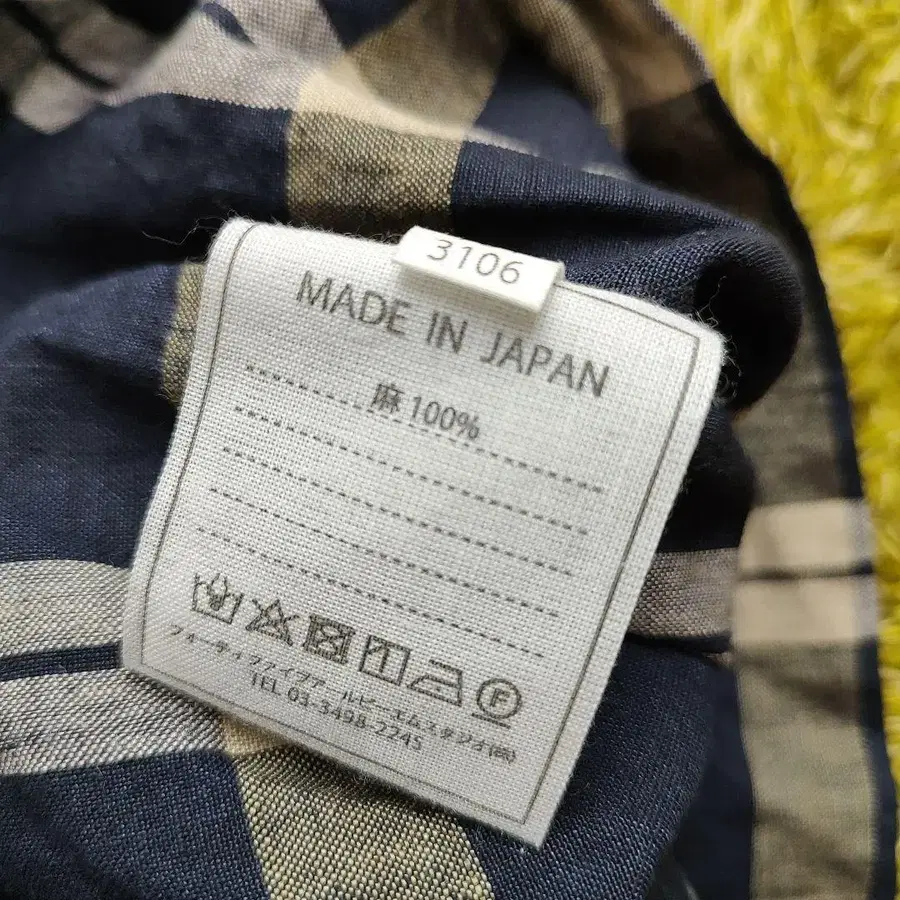 3106
MADE IN JAPAN
麻 100%
フォーティファイブアールピーエムスタジオ(株)
TEL 03-3498-2245